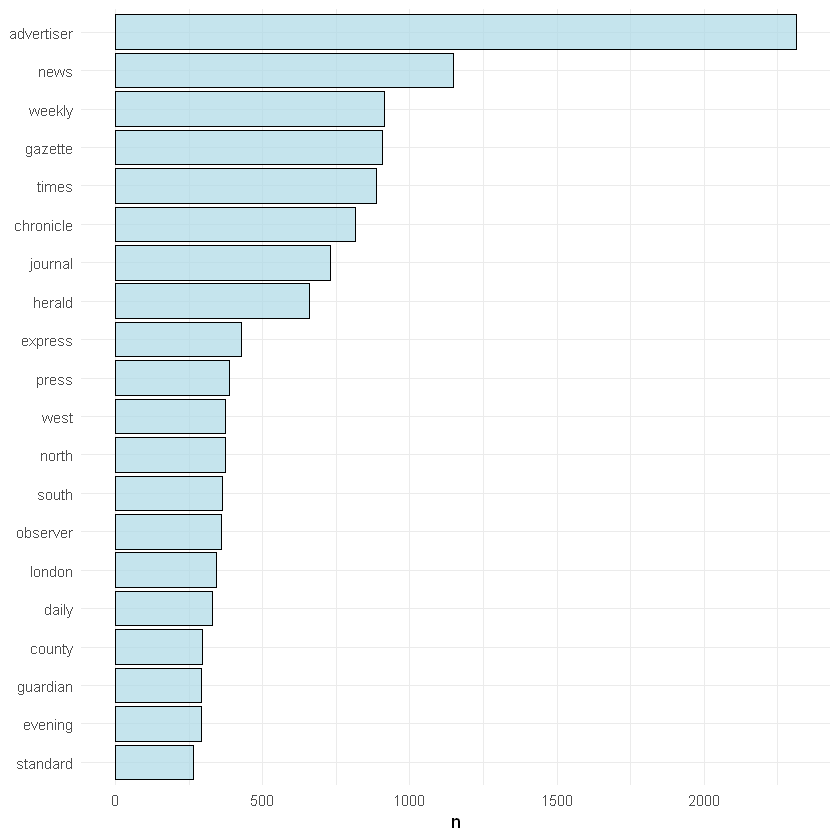 advertiser
news
weekly
gazette
times
chronicle
journal
herald
express
press
west
north
south
observer
london
daily
county
guardian
evening
standard
0 500 1000 1500 2000
n